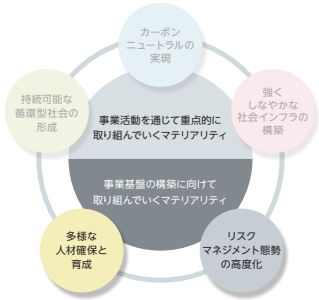 カーボン
ニュートラルの
実現
持続可能な
循環型社会の
形成
強く
しなやかな
社会インフラの
構築
事業活動を通じて重点的に
取り組んでいくマテリアリティ
事業基盤の構築に向けて
取り組んでいくマテリアリティ
多様な
人材確保と
育成
リスク
マネジメント態勢
の高度化